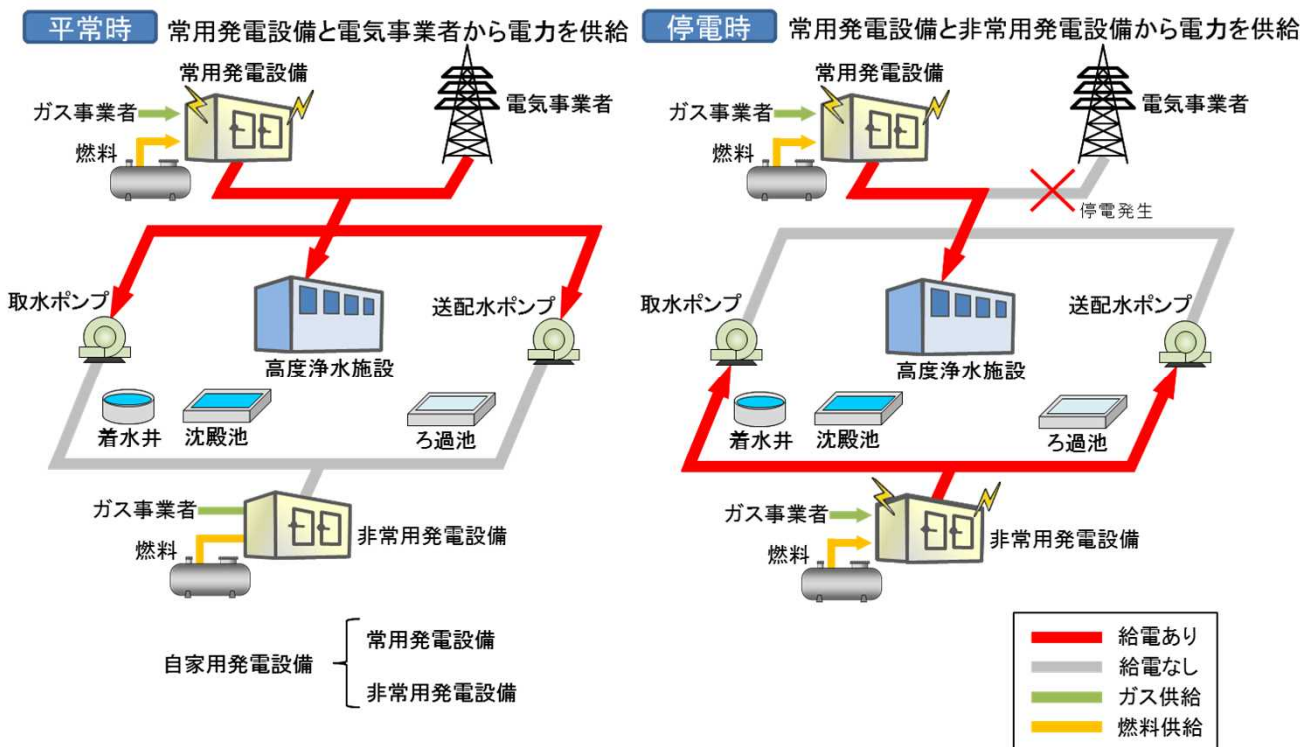 平常時 常用発電設備と電気事業者から電力を供給
常用発電設備
ガス事業者
電気事業者
燃料
取水ポンプ
送配水ポンプ
高度浄水施設
着水井
沈殿池
ろ過池
ガス事業者
非常用発電設備
燃料
自家用発電設備
常用発電設備
非常用発電設備
停電時 常用発電設備と非常用発電設備から電力を供給
常用発電設備
ガス事業者
電気事業者
燃料
停電発生
取水ポンプ
送配水ポンプ
高度浄水施設
着水井
沈殿池
ろ過池
ガス事業者
非常用発電設備
燃料
給電あり
給電なし
ガス供給
燃料供給